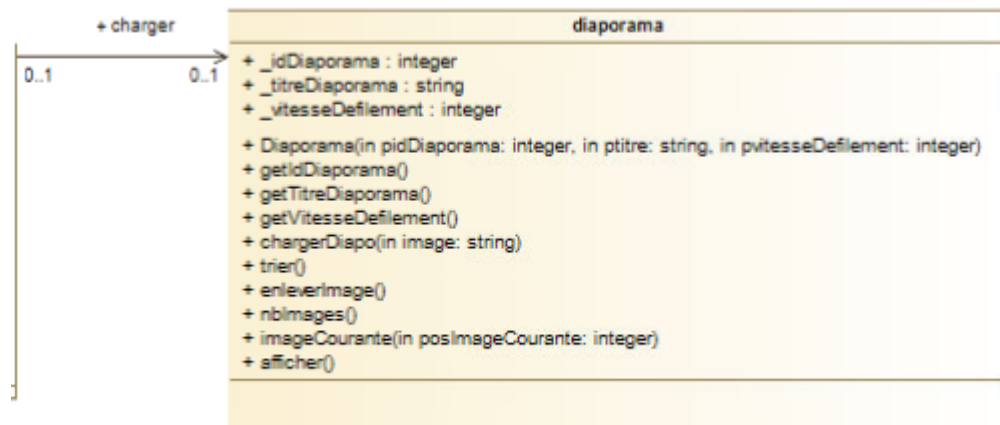 + charger
diaporama
0..1
0..1
+ _idDiaporama : integer
+ _titreDiaporama : string
+ _vitesseDefilement : integer
+ Diaporama(in pidDiaporama: integer, in ptitre: string, in pvitesseDefilement: integer)
+ getIdDiaporama()
+ getTitreDiaporama()
+ getVitesseDefilement()
+ chargerDiapo(in image: string)
+ trier()
+ enleverImage()
+ nbImages()
+ imageCourante(in posImageCourante: integer)
+ afficher()